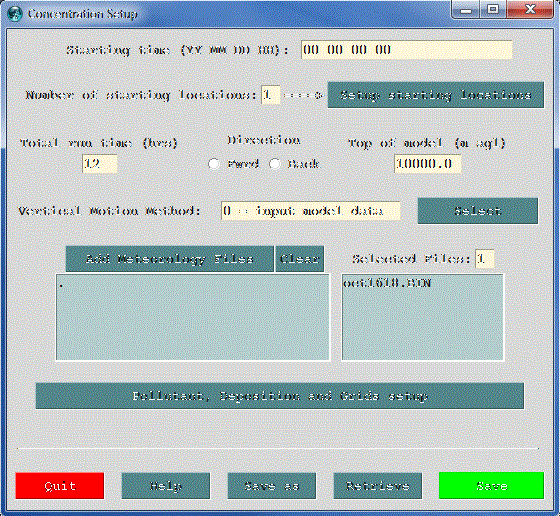 Concentration Setup
Starting time (YY MM DD HH): 00 00 00 00
Number of starting locations: 1 ---> Setup starting locations
Total run time (hrs) Direction Top of model (m agl)
12 Fwrd Back 10000.0
Vertical Motion Method: 0 - input model data Select
Add Meteorology Files Clear Selected Files: 1
. oct1618.BIN
Pollutant, Deposition and Grids setup
Quit Help Save as Retrieve Save